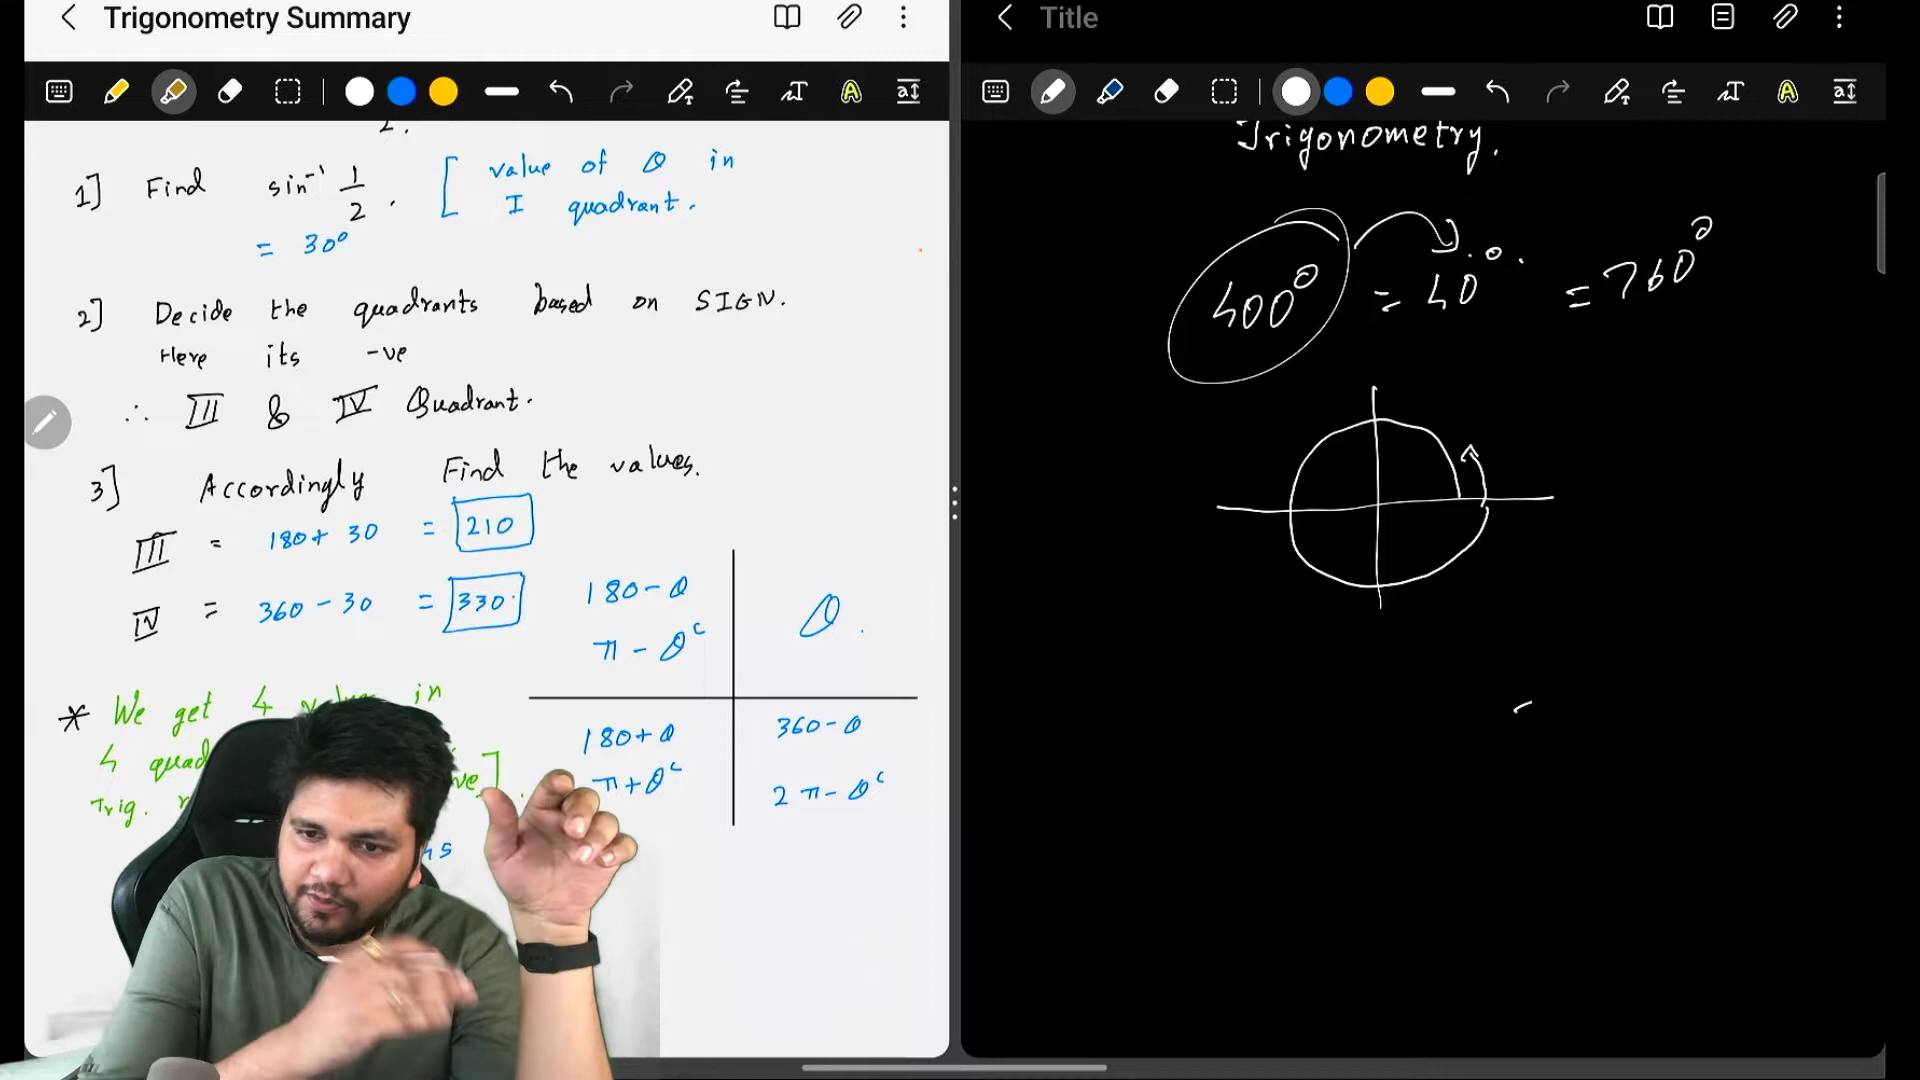 Trigonometry Summary
2.
1] Find sin⁻¹ 1/2 . [ value of θ in
I quadrant.
= 30°
2] Decide the quadrants based on SIGN.
Here its -ve
∴ III & IV Quadrant.
3] Accordingly Find the values.
III = 180+ 30 = 210
IV = 360 - 30 = 330.
* We get 4 in
4
Trig.
180 - θ
π - θᶜ
θ.
180 + θ
π + θᶜ
360 - θ
2π - θᶜ
Title
Trigonometry.
400° = 40°. = 760°